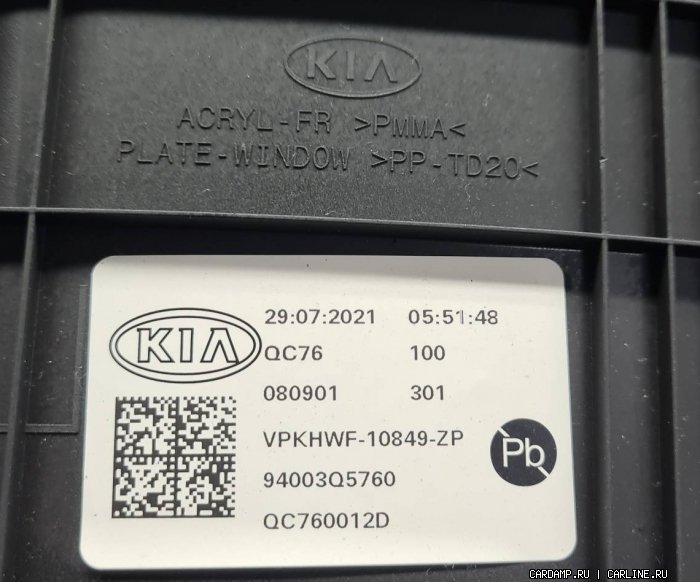 KIA
ACRYL-FR >PMMA<
PLATE-WINDOW >PP-TD20<
KIA
29:07:2021 05:51:48
QC76 100
080901 301
VPKHWF-10849-ZP
Pb
94003Q5760
QC760012D
CARDAMP.RU | CARLINE.RU